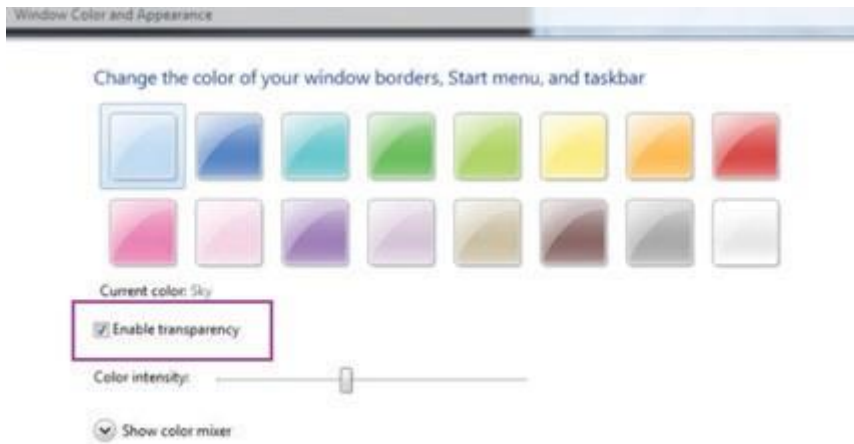 Window Color and Appearance
Change the color of your window borders, Start menu, and taskbar
Current color: Sky
Enable transparency
Color intensity:
Show color mixer